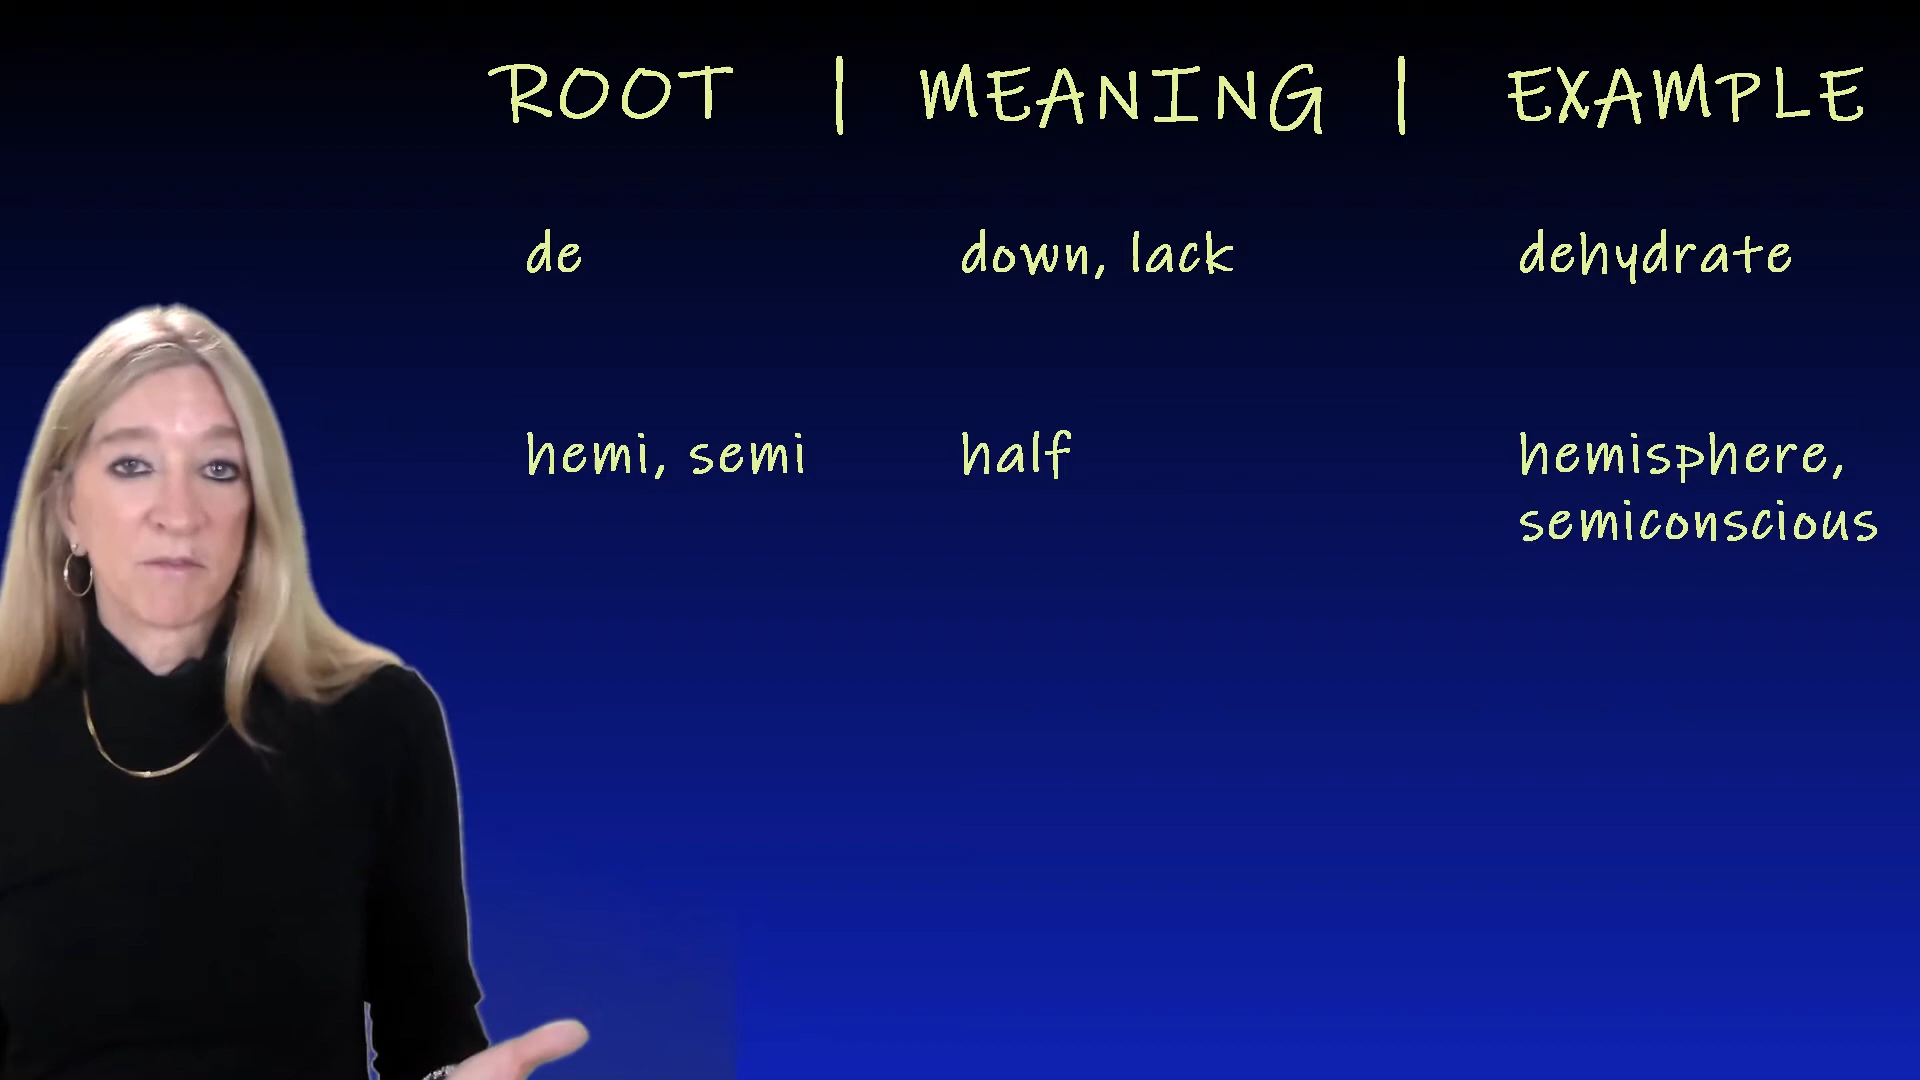 ROOT | MEANING | EXAMPLE
de down, lack dehydrate
hemi, semi half hemisphere,
semiconscious